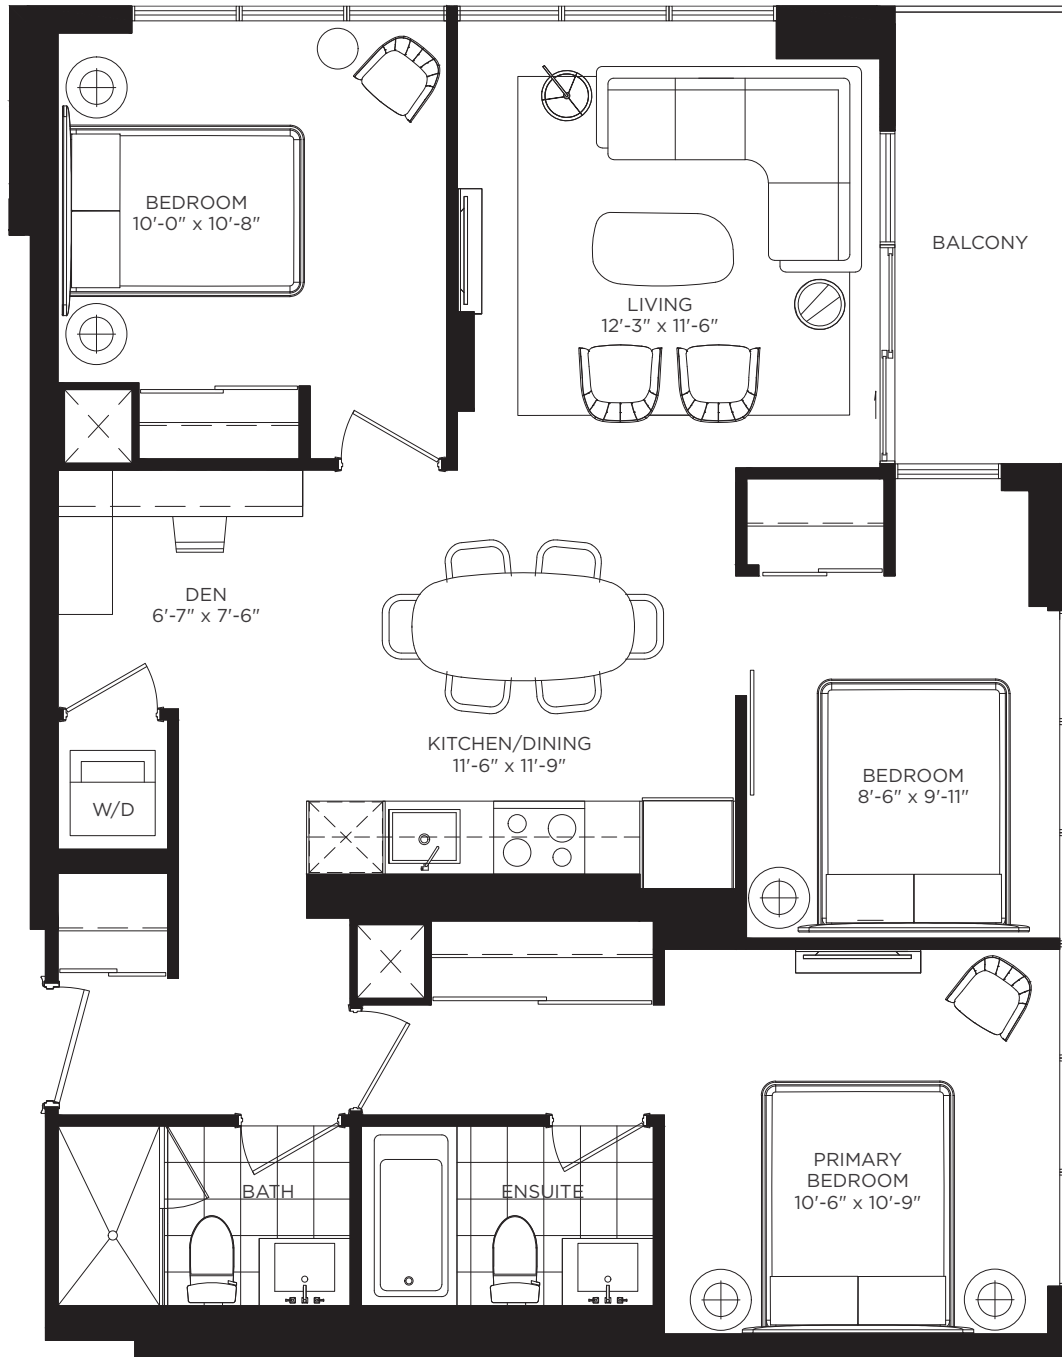 BEDROOM
10'-0" x 10'-8"
BALCONY
LIVING
12'-3" x 11'-6"
DEN
6'-7" x 7'-6"
KITCHEN/DINING
11'-6" x 11'-9"
BEDROOM
8'-6" x 9'-11"
W/D
PRIMARY
BEDROOM
10'-6" x 10'-9"
BATH
ENSUITE